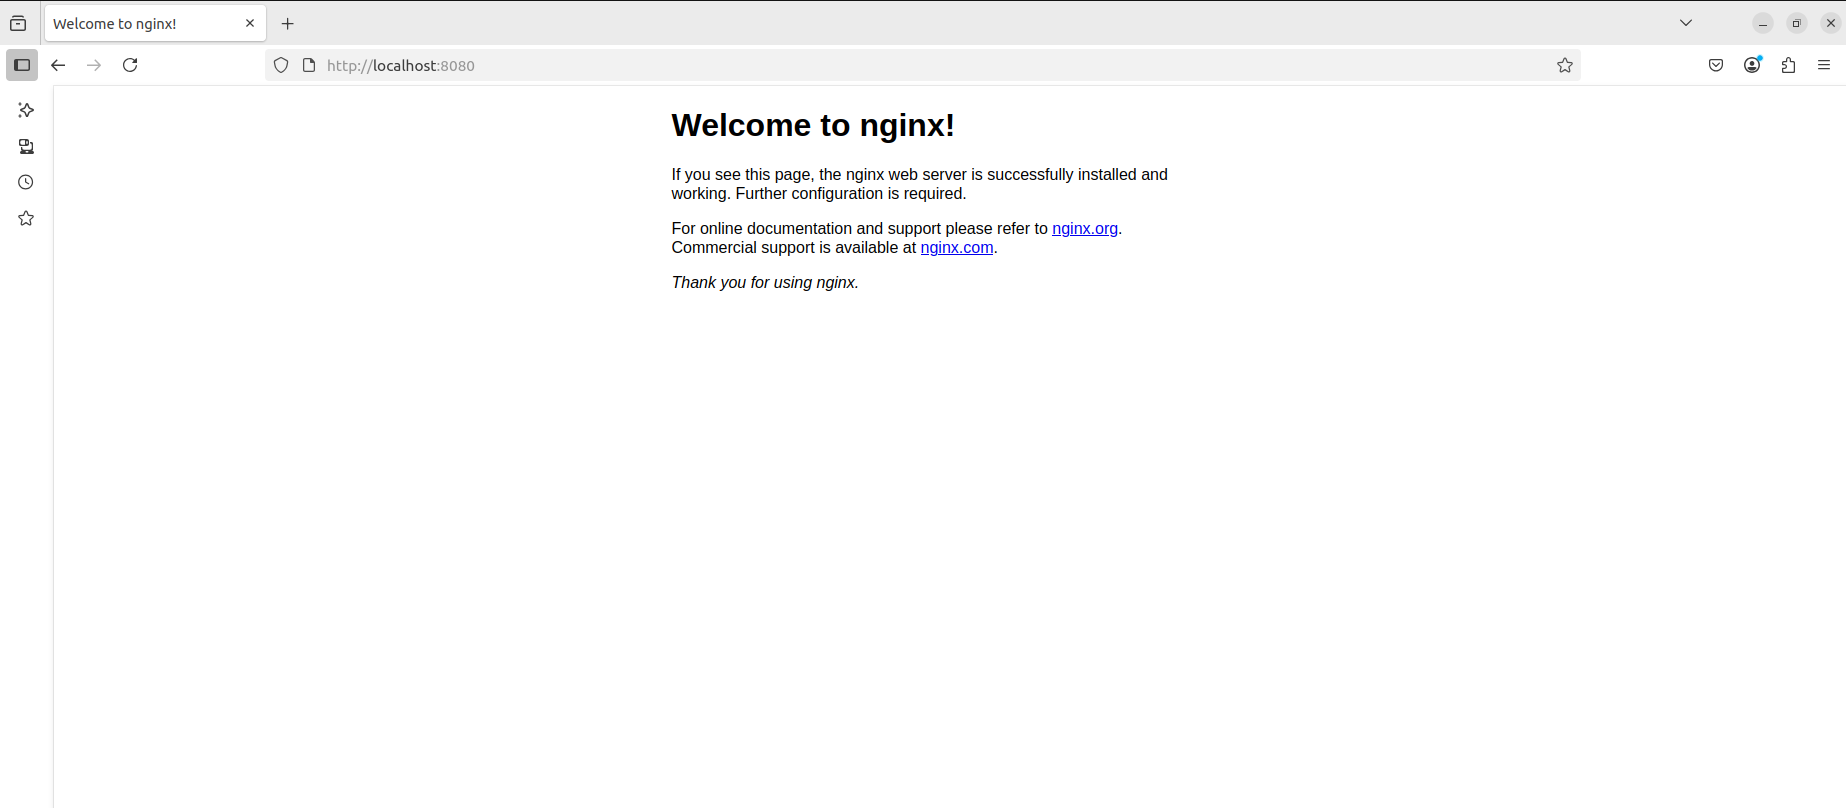 Welcome to nginx!
http://localhost:8080
Welcome to nginx!
If you see this page, the nginx web server is successfully installed and
working. Further configuration is required.
For online documentation and support please refer to nginx.org.
Commercial support is available at nginx.com.
Thank you for using nginx.